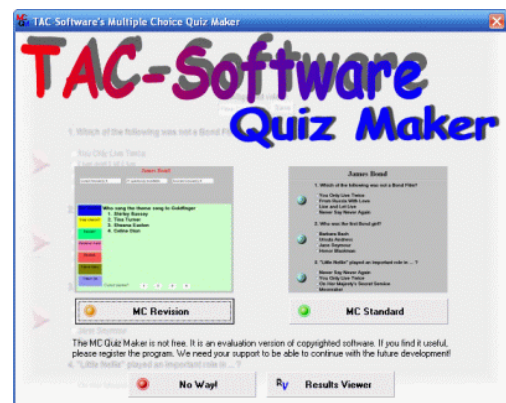 TAC Software's Multiple Choice Quiz Maker
TAC-Software
Quiz Maker
1. Which of the following was not a Bond Fi
You Only Live Twice
James Bond
Who sang the theme song to Goldfinger
1. Shirley Bassey
2. Tina Turner
3. Sheena Easton
4. Celine Dion
James Bond
1. Which of the following was not a Bond Film?
You Only Live Twice
From Russia With Love
Live and Let Live
Never Say Never Again
2. Who was the first Bond girl?
Barbara Bach
Ursula Andress
Jane Seymour
Honor Blackman
3. "Little Nellie" played an important role in ... ?
Never Say Never Again
You Only Live Twice
On Her Majesty's Secret Service
Moonraker
MC Revision
MC Standard
The MC Quiz Maker is not free. It is an evaluation version of copyrighted software. If you find it useful,
please register the program. We need your support to be able to continue with the future development!
4. "Little Nellie" played an important role in ... ?
No Way!
RV Results Viewer